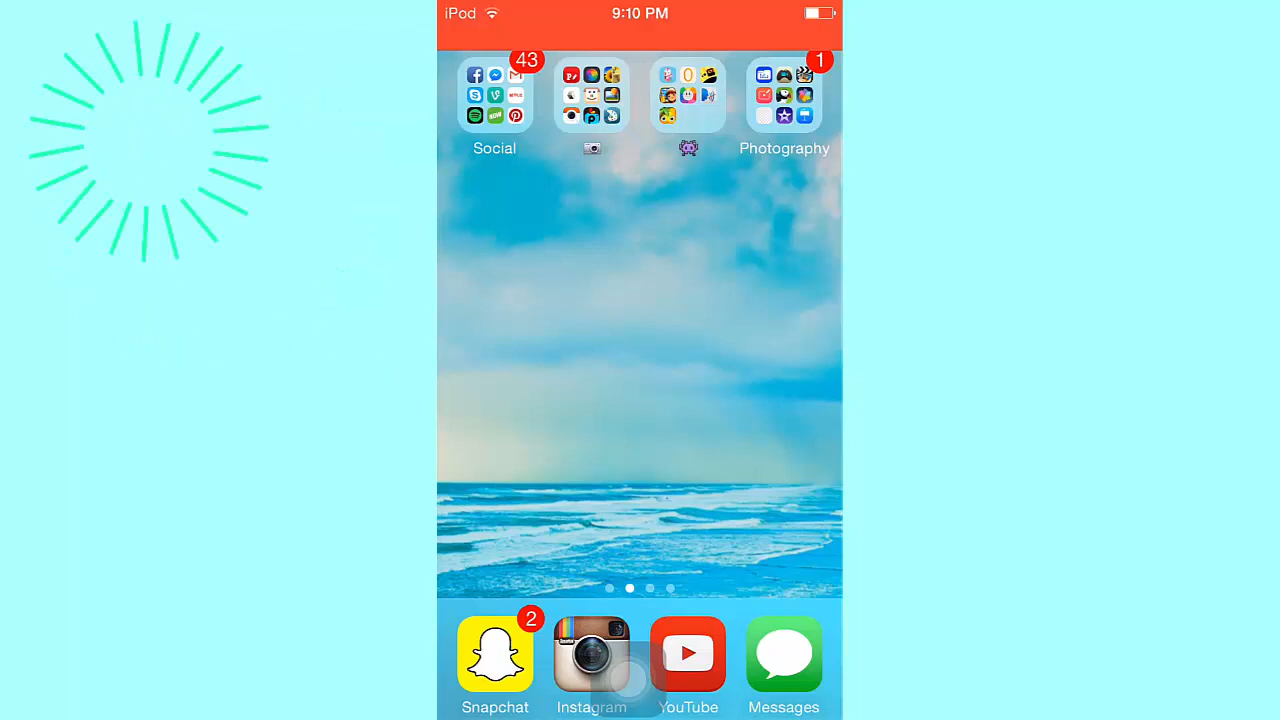 iPod 9:10 PM
43 1
Social Photography
2
Snapchat Instagram YouTube Messages